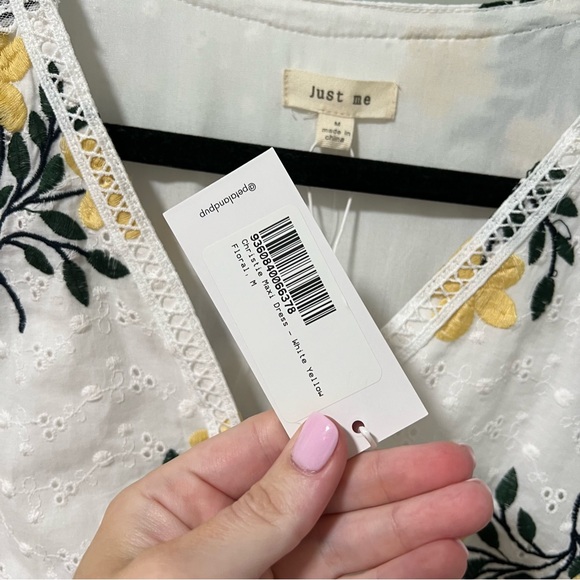 Just me
M
made in
china
@petalandpup
9360840066378
Christie Maxi Dress - White Yellow
Floral, M